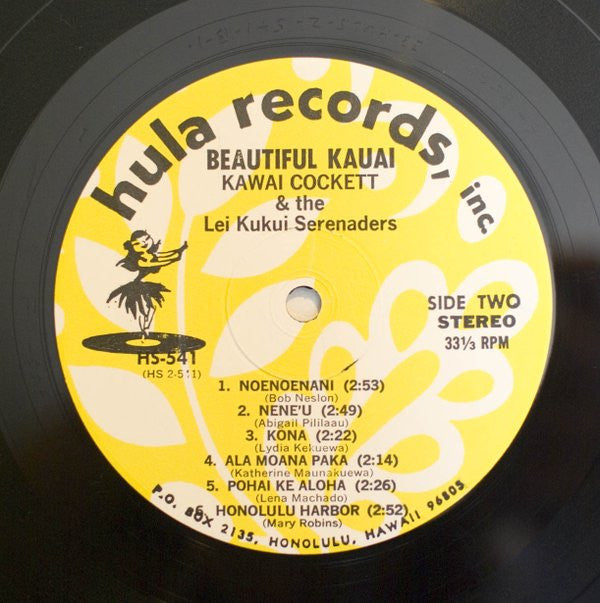 hula records, inc.
BEAUTIFUL KAUAI
KAWAI COCKETT
& the
Lei Kukui Serenaders
SIDE TWO
STEREO
33⅓ RPM
HS-541
(HS 2-511)
1. NOENOENANI (2:53)
(Bob Neslon)
2. NENE'U (2:49)
(Abigail Pililaau)
3. KONA (2:22)
(Lydia Kekuewa)
4. ALA MOANA PAKA (2:14)
(Katherine Maunakuewa)
5. POHAI KE ALOHA (2:26)
(Lena Machado)
6. HONOLULU HARBOR (2:52)
(Mary Robins)
P.O. BOX 2135, HONOLULU, HAWAII 96805